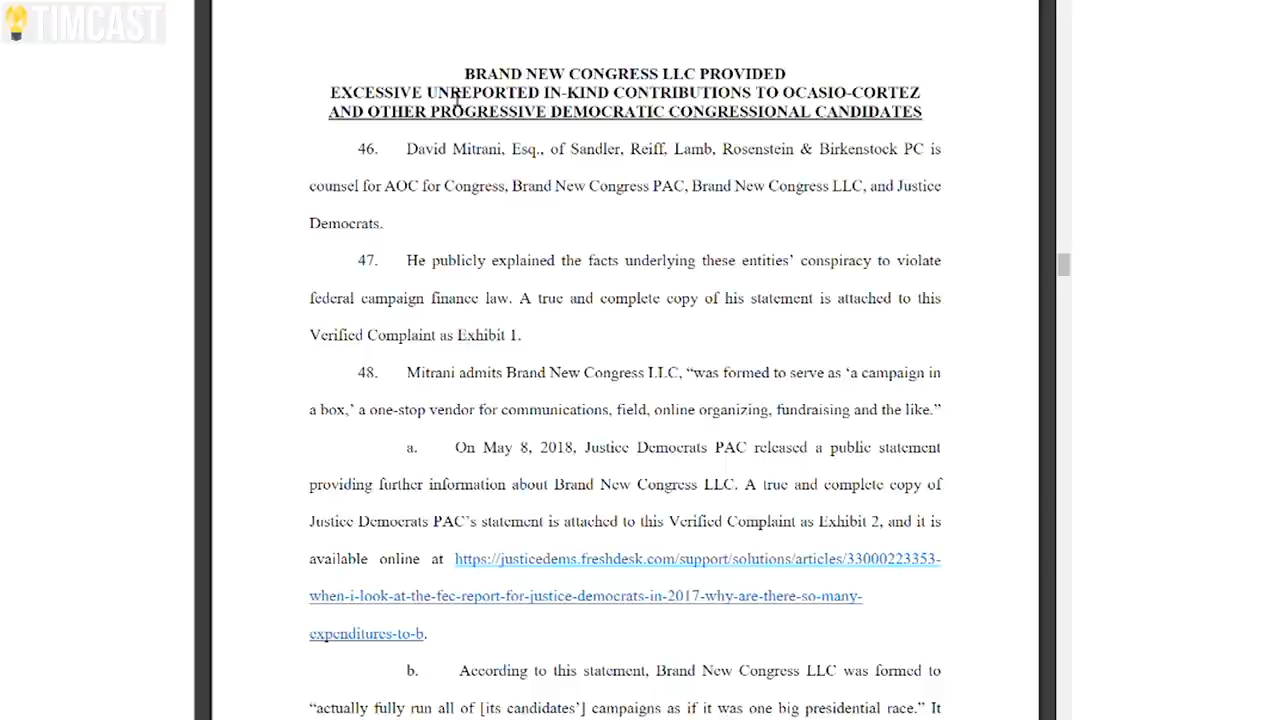 TIMCAST
BRAND NEW CONGRESS LLC PROVIDED
EXCESSIVE UNREPORTED IN-KIND CONTRIBUTIONS TO OCASIO-CORTEZ
AND OTHER PROGRESSIVE DEMOCRATIC CONGRESSIONAL CANDIDATES
46. David Mitrani, Esq., of Sandler, Reiff, Lamb, Rosenstein & Birkenstock PC is
counsel for AOC for Congress, Brand New Congress PAC, Brand New Congress LLC, and Justice
Democrats.
47. He publicly explained the facts underlying these entities’ conspiracy to violate
federal campaign finance law. A true and complete copy of his statement is attached to this
Verified Complaint as Exhibit 1.
48. Mitrani admits Brand New Congress LLC, “was formed to serve as ‘a campaign in
a box,’ a one-stop vendor for communications, field, online organizing, fundraising and the like.”
a. On May 8, 2018, Justice Democrats PAC released a public statement
providing further information about Brand New Congress LLC. A true and complete copy of
Justice Democrats PAC’s statement is attached to this Verified Complaint as Exhibit 2, and it is
available online at https://justicedems.freshdesk.com/support/solutions/articles/33000223353-
when-i-look-at-the-fec-report-for-justice-democrats-in-2017-why-are-there-so-many-
expenditures-to-b.
b. According to this statement, Brand New Congress LLC was formed to
“actually fully run all of [its candidates’] campaigns as if it was one big presidential race.” It